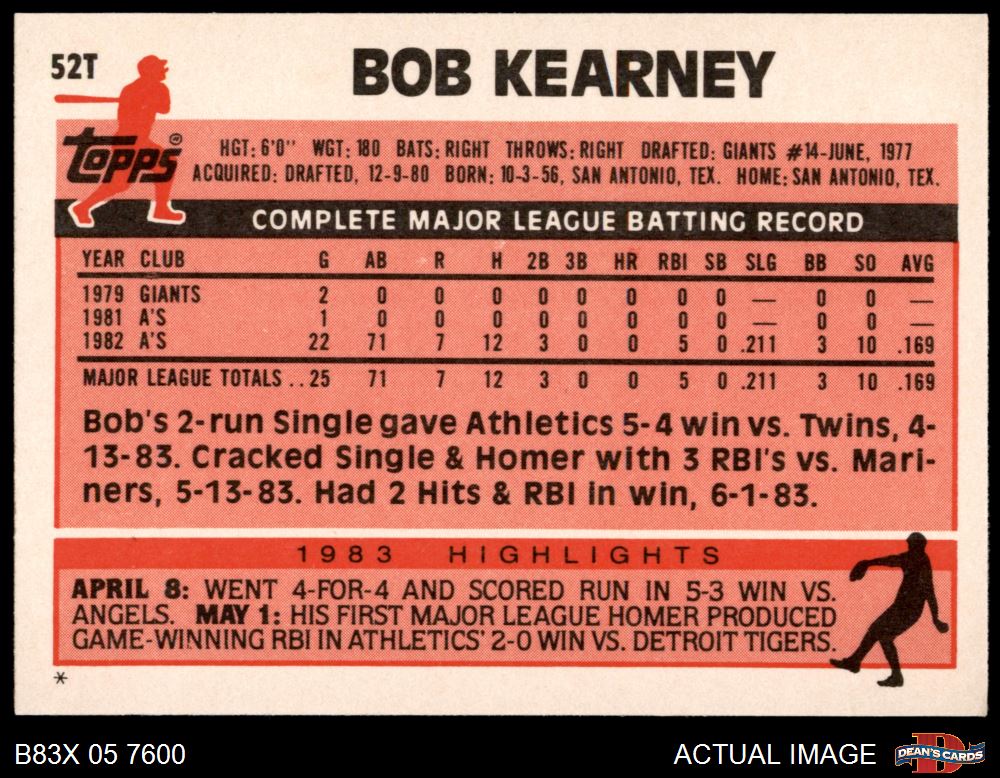 52T
BOB KEARNEY
Topps®
HGT: 6'0" WGT: 180 BATS: RIGHT THROWS: RIGHT DRAFTED: GIANTS #14-JUNE, 1977
ACQUIRED: DRAFTED, 12-9-80 BORN: 10-3-56, SAN ANTONIO, TEX. HOME: SAN ANTONIO, TEX.
COMPLETE MAJOR LEAGUE BATTING RECORD
YEAR CLUB G AB R H 2B 3B HR RBI SB SLG BB SO AVG
1979 GIANTS 2 0 0 0 0 0 0 0 0 — 0 0 —
1981 A'S 1 0 0 0 0 0 0 0 0 — 0 0 —
1982 A'S 22 71 7 12 3 0 0 5 0 .211 3 10 .169
MAJOR LEAGUE TOTALS .. 25 71 7 12 3 0 0 5 0 .211 3 10 .169
Bob's 2-run Single gave Athletics 5-4 win vs. Twins, 4-
13-83. Cracked Single & Homer with 3 RBI's vs. Mari-
ners, 5-13-83. Had 2 Hits & RBI in win, 6-1-83.
1983 HIGHLIGHTS
APRIL 8: WENT 4-FOR-4 AND SCORED RUN IN 5-3 WIN VS.
ANGELS. MAY 1: HIS FIRST MAJOR LEAGUE HOMER PRODUCED
GAME-WINNING RBI IN ATHLETICS' 2-0 WIN VS. DETROIT TIGERS.
*
B83X 05 7600
ACTUAL IMAGE
D
DEAN'S CARDS